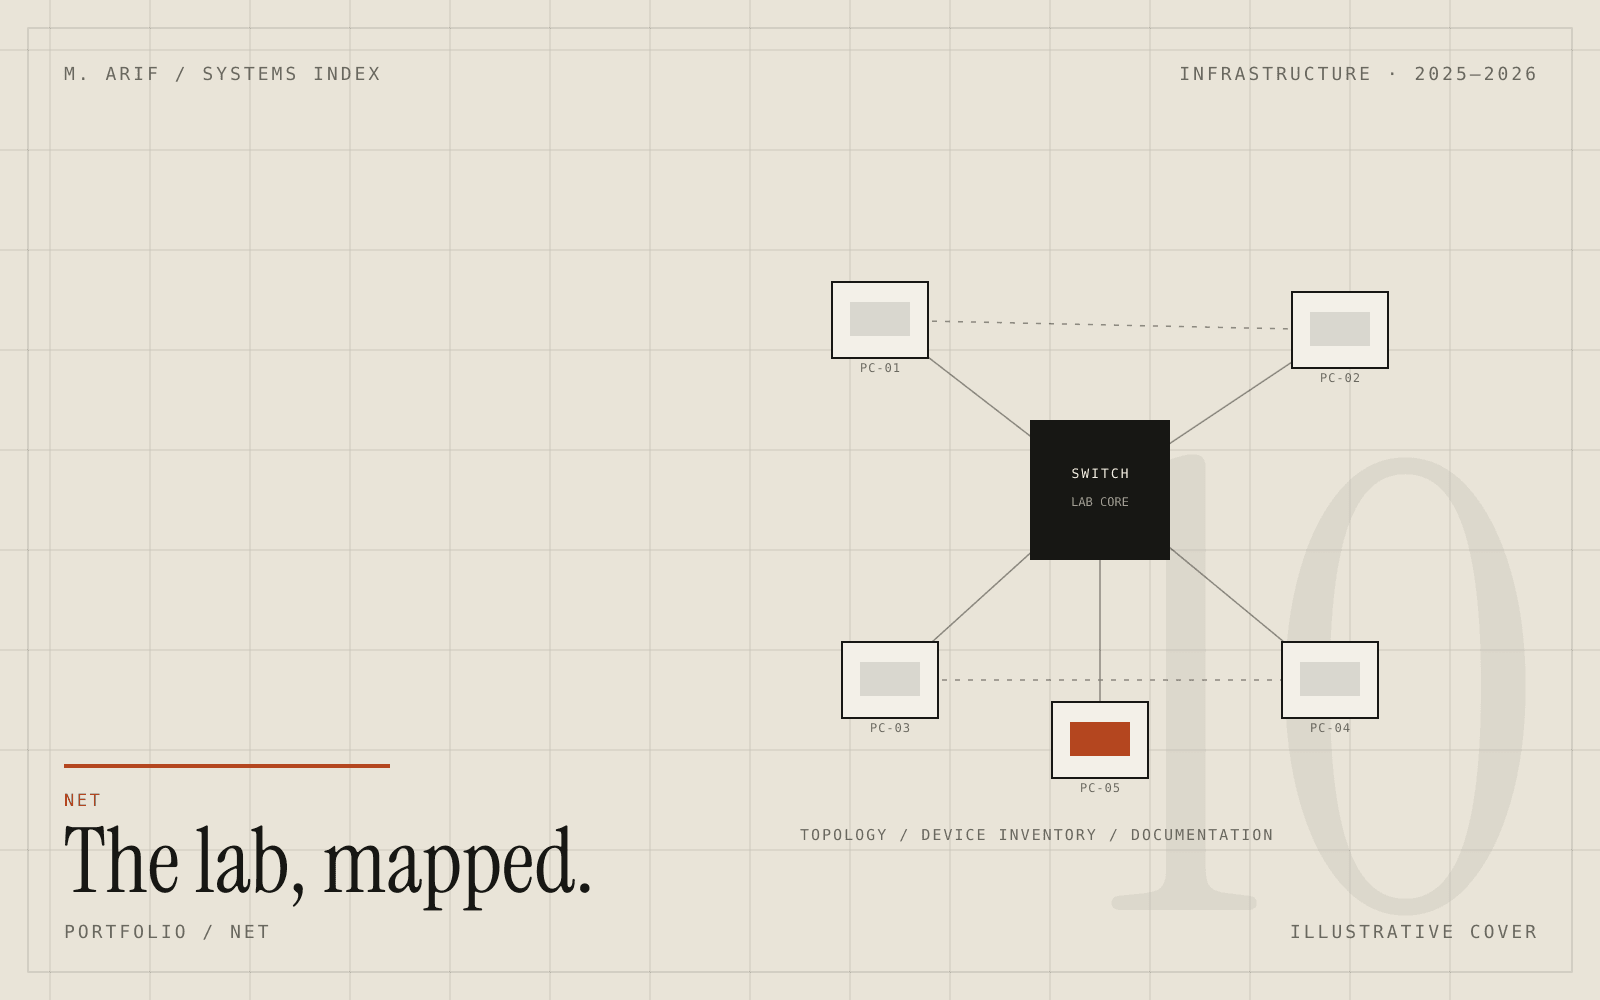 M. ARIF / SYSTEMS INDEX
INFRASTRUCTURE · 2025—2026
PC-01
PC-02
SWITCH
LAB CORE
PC-03
PC-04
PC-05
10
TOPOLOGY / DEVICE INVENTORY / DOCUMENTATION
NET
The lab, mapped.
PORTFOLIO / NET
ILLUSTRATIVE COVER